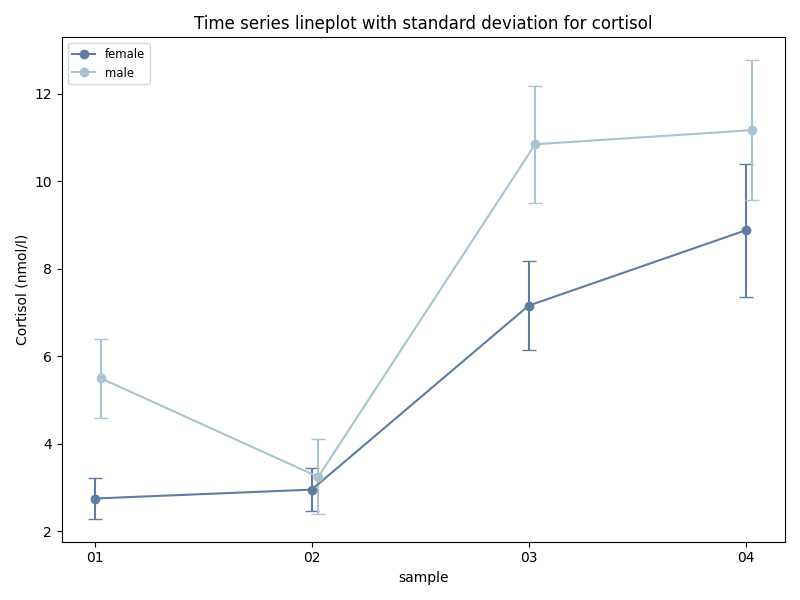 Time series lineplot with standard deviation for cortisol
female
male
12
10
8
6
4
2
Cortisol (nmol/l)
01 02 03 04
sample